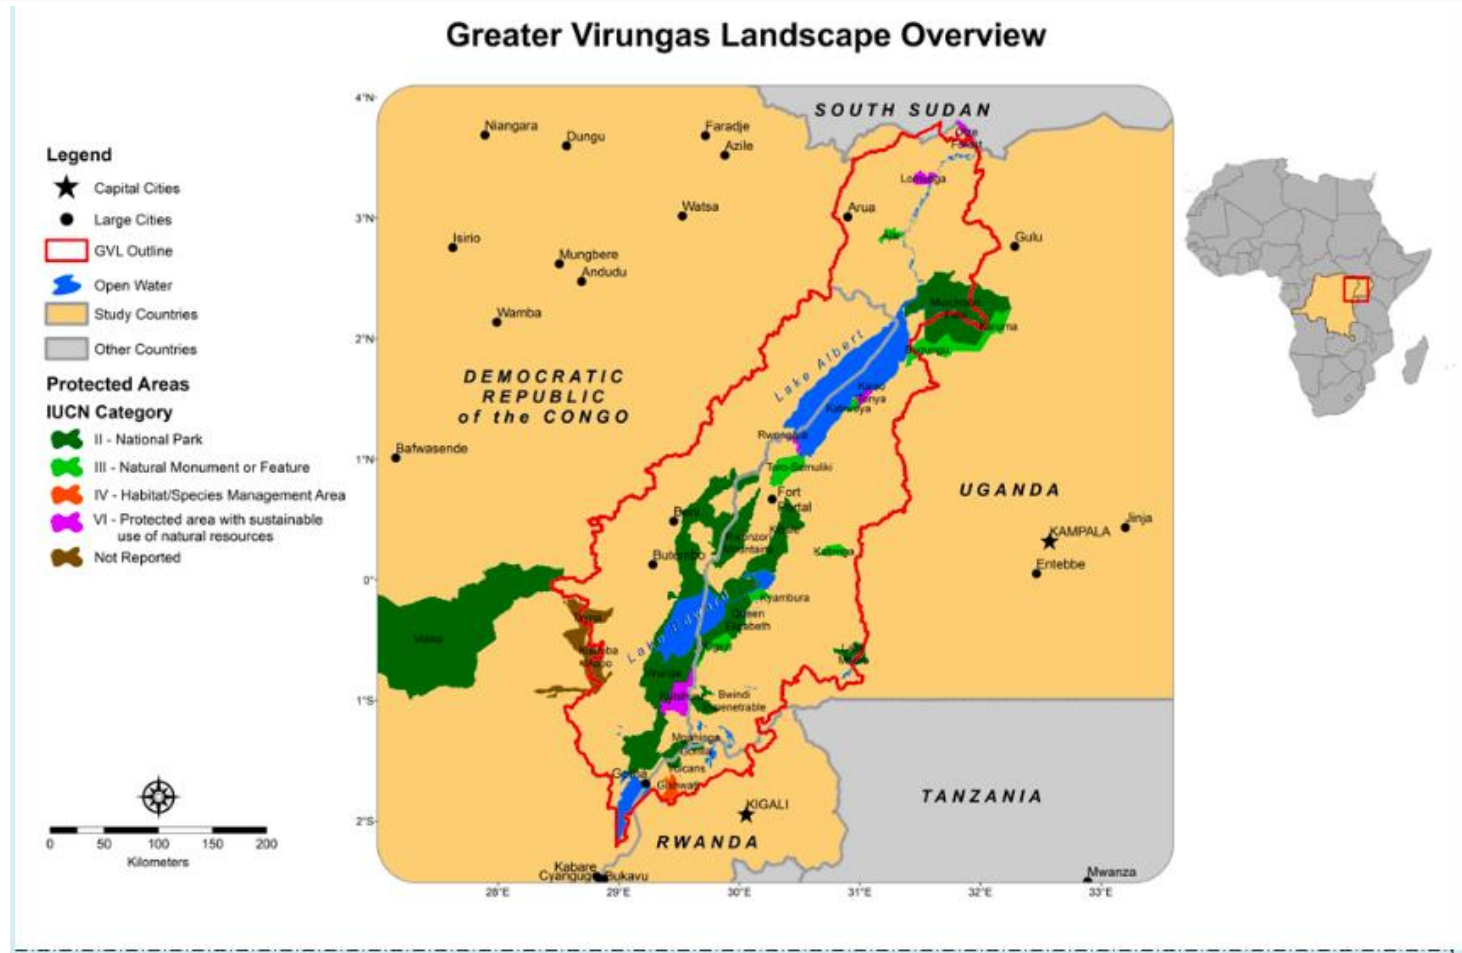 Greater Virungas Landscape Overview
Legend
Capital Cities
Large Cities
GVL Outline
Open Water
Study Countries
Other Countries
Protected Areas
IUCN Category
II - National Park
III - Natural Monument or Feature
IV - Habitat/Species Management Area
VI - Protected area with sustainable
use of natural resources
Not Reported
0 50 100 150 200
Kilometers
4°N
3°N
2°N
1°N
0°
1°S
2°S
28°E 29°E 30°E 31°E 32°E 33°E
SOUTH SUDAN
Niangara
Dungu
Faradje
Azile
Watsa
Isirio
Mungbere
Andudu
Wamba
Arua
Gulu
Lake Albert
DEMOCRATIC
REPUBLIC
of the CONGO
Bafwasende
Toro-Semuliki
Fort
Portal
Beni
Butembo
UGANDA
KAMPALA
Jinja
Entebbe
Kyambura
Queen
Elizabeth
Lake Edward
Bwindi
Goma
Kabare
Cyangugu
Bukavu
KIGALI
RWANDA
TANZANIA
Mwanza